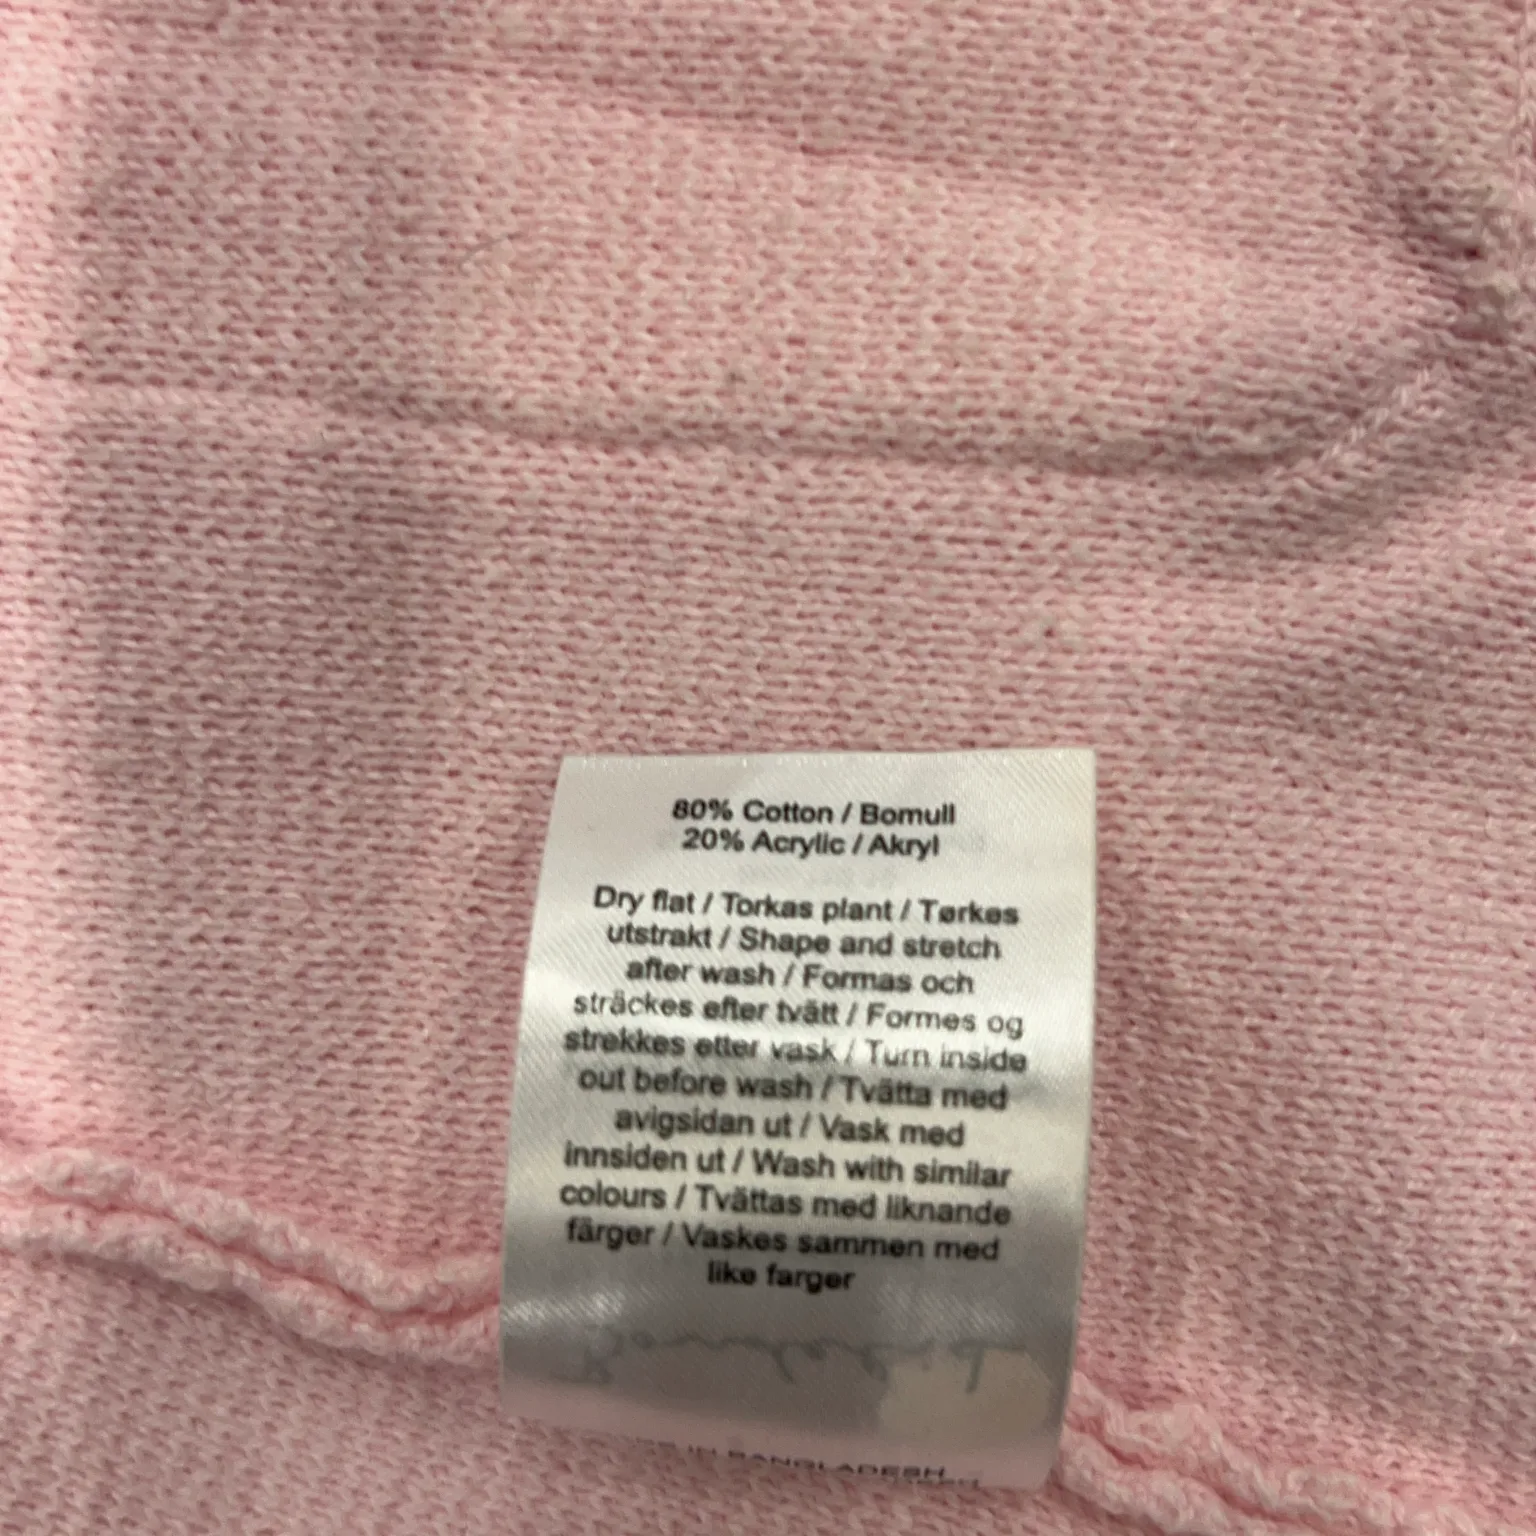 80% Cotton / Bomull
20% Acrylic / Akryl
Dry flat / Torkas plant / Tørkes
utstrakt / Shape and stretch
after wash / Formas och
sträckes efter tvätt / Formes og
strekkes etter vask / Turn inside
out before wash / Tvätta med
avigsidan ut / Vask med
innsiden ut / Wash with similar
colours / Tvättas med liknande
färger / Vaskes sammen med
like farger
IN BANGLADESH